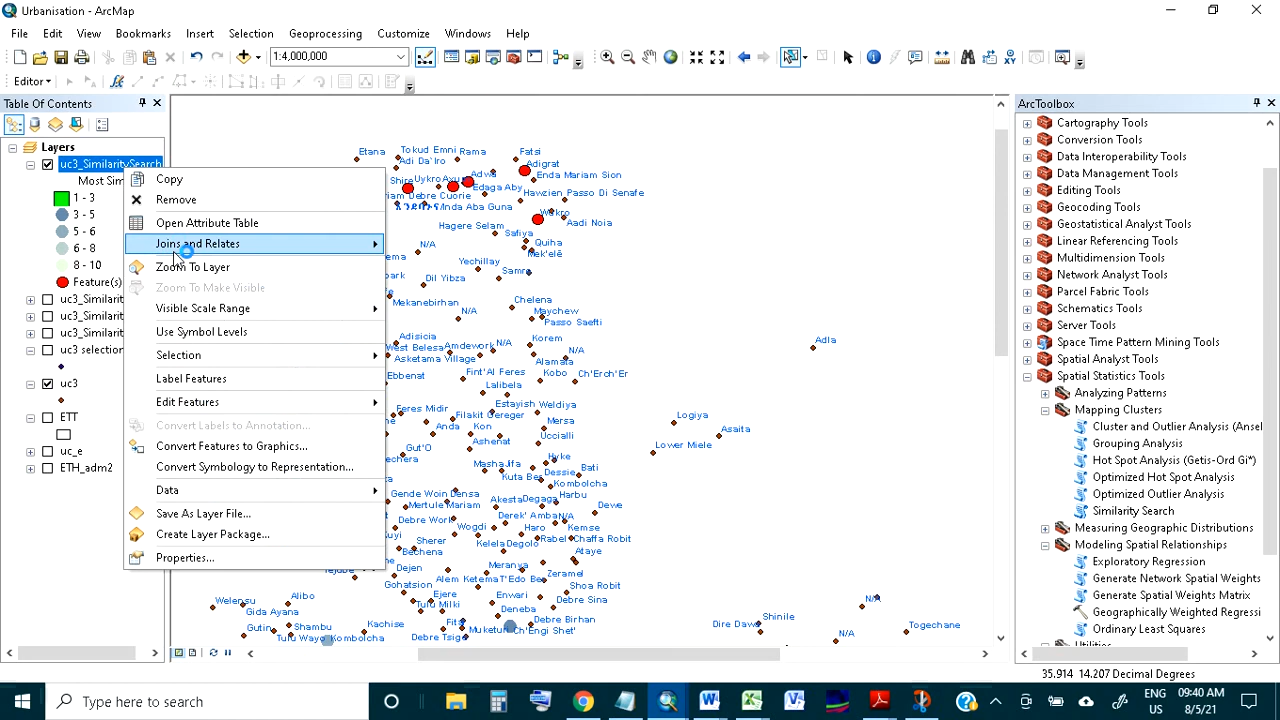 Urbanisation - ArcMap
File Edit View Bookmarks Insert Selection Geoprocessing Customize Windows Help
1:4,000,000
Editor
Table Of Contents
Layers
uc3_SimilaritySearch
Most Sim
1 - 3
3 - 5
5 - 6
6 - 8
8 - 10
Feature(s)
uc3_Similarit
uc3_Similarit
uc3_Similarit
uc3 selection
uc3
ETT
uc_e
ETH_adm2
Copy
Remove
Open Attribute Table
Joins and Relates
Zoom To Layer
Zoom To Make Visible
Visible Scale Range
Use Symbol Levels
Selection
Label Features
Edit Features
Convert Labels to Annotation...
Convert Features to Graphics...
Convert Symbology to Representation...
Data
Save As Layer File...
Create Layer Package...
Properties...
Etana
Tokud Emni
Rama
Fatsi
Adi Da`Iro
Adigrat
Shire
Adwa
Enda Mariam Sion
Edaga
Hawzien
Passo Di Senafe
Inda Aba Guna
Wukro
Aadi Noia
Hagere Selam
Safiya
N/A
Quiha
Mek'elē
Yechillay
Dil Yibza
Samre
Mekanebirhan
Chelena
N/A
Maychew
Passo Saefti
Adisicia
Korem
West Belesa
Amdework
N/A
N/A
Adla
Asketama Village
Alamata
Ebbenat
Fint'Al Feres
Kobo
Ch'Erch'Er
Lalibela
Feres Midir
Estayish
Weldiya
Filakit Gereger
Logiya
Anda
Kon
Mersa
Asaita
Ashenat
Uccialli
Lower Miele
Gut'O
Hyke
Masha
Jifa
Dessie
Bati
Kuta Ber
Kombolcha
Gende Woin
Densa
Akesta
Degaga
Harbu
Mertule Mariam
Dewe
Debre Work
Derek' Amba
N/A
Wogdi
Haro
Kemse
Sherer
Kelela
Degolo
Rabel
Chaffa Robit
Bechena
Ataye
Dejen
Meranya
Zeramel
Alem Ketema
T'Edo Be
Gohatsion
Shoa Robit
Tejube
Ejere
Enwari
Debre Sina
Welensu
Alibo
Tulu Milki
N/A
Gida Ayana
Deneba
Gutin
Shambu
Kachise
Debre Birhan
Shinile
Tulu Wayo
Kombolcha
Muketuri
Ch'Engi Shet'
Dire Dawa
Togechane
Debre Tsige
N/A
ArcToolbox
Cartography Tools
Conversion Tools
Data Interoperability Tools
Data Management Tools
Editing Tools
Geocoding Tools
Geostatistical Analyst Tools
Linear Referencing Tools
Multidimension Tools
Network Analyst Tools
Parcel Fabric Tools
Schematics Tools
Server Tools
Space Time Pattern Mining Tools
Spatial Analyst Tools
Spatial Statistics Tools
Analyzing Patterns
Mapping Clusters
Cluster and Outlier Analysis (Ansel
Grouping Analysis
Hot Spot Analysis (Getis-Ord Gi*)
Optimized Hot Spot Analysis
Optimized Outlier Analysis
Similarity Search
Measuring Geographic Distributions
Modeling Spatial Relationships
Exploratory Regression
Generate Network Spatial Weights
Generate Spatial Weights Matrix
Geographically Weighted Regressi
Ordinary Least Squares
Utilities
35.914 14.207 Decimal Degrees
Type here to search
ENG
US
09:40 AM
8/5/21